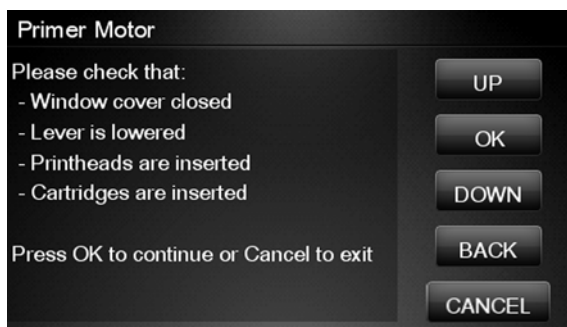 Primer Motor
Please check that:
- Window cover closed
- Lever is lowered
- Printheads are inserted
- Cartridges are inserted
Press OK to continue or Cancel to exit
UP
OK
DOWN
BACK
CANCEL